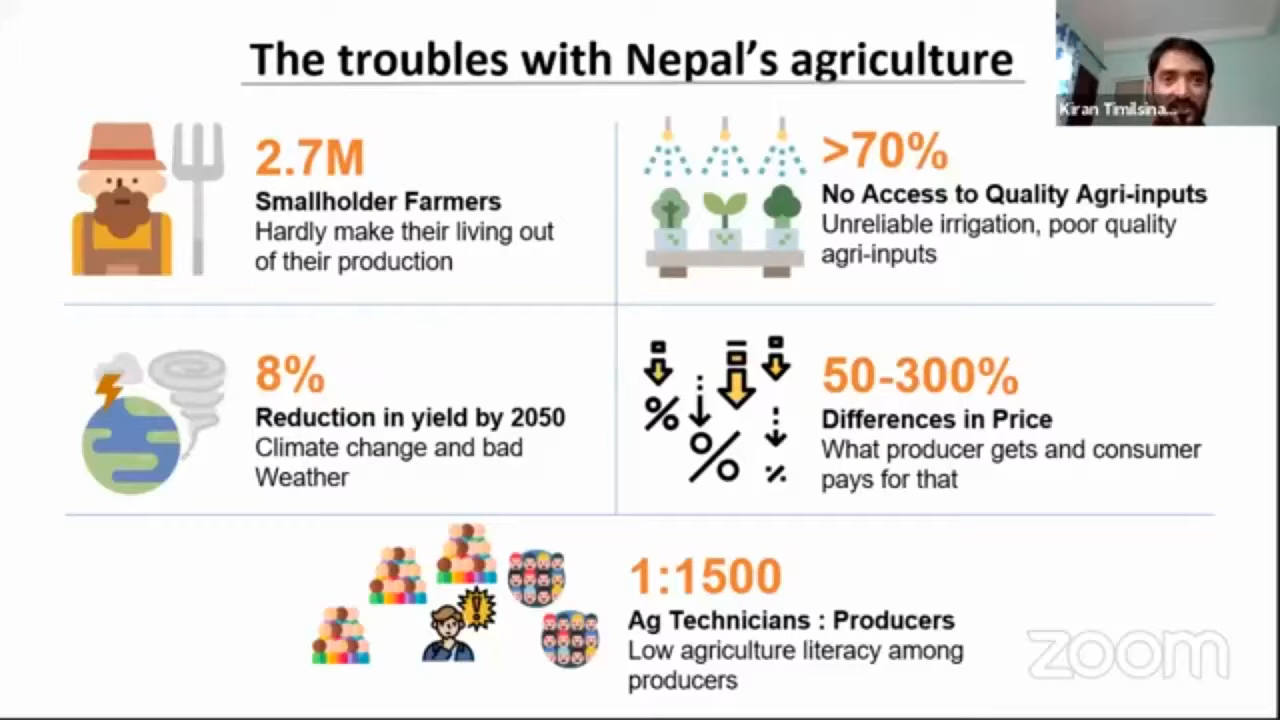 The troubles with Nepal's agriculture
Kiran Timilsina...
2.7M
Smallholder Farmers
Hardly make their living out
of their production
>70%
No Access to Quality Agri-inputs
Unreliable irrigation, poor quality
agri-inputs
8%
Reduction in yield by 2050
Climate change and bad
Weather
50-300%
Differences in Price
What producer gets and consumer
pays for that
1:1500
Ag Technicians : Producers
Low agriculture literacy among
producers
zoom